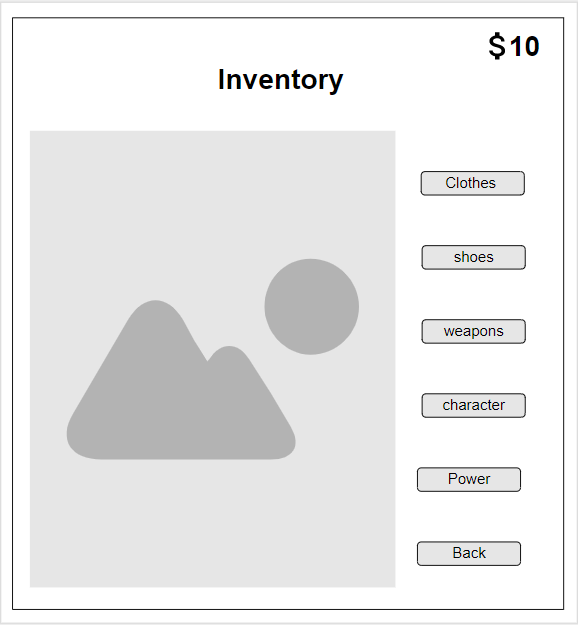 $10
Inventory
Clothes
shoes
weapons
character
Power
Back